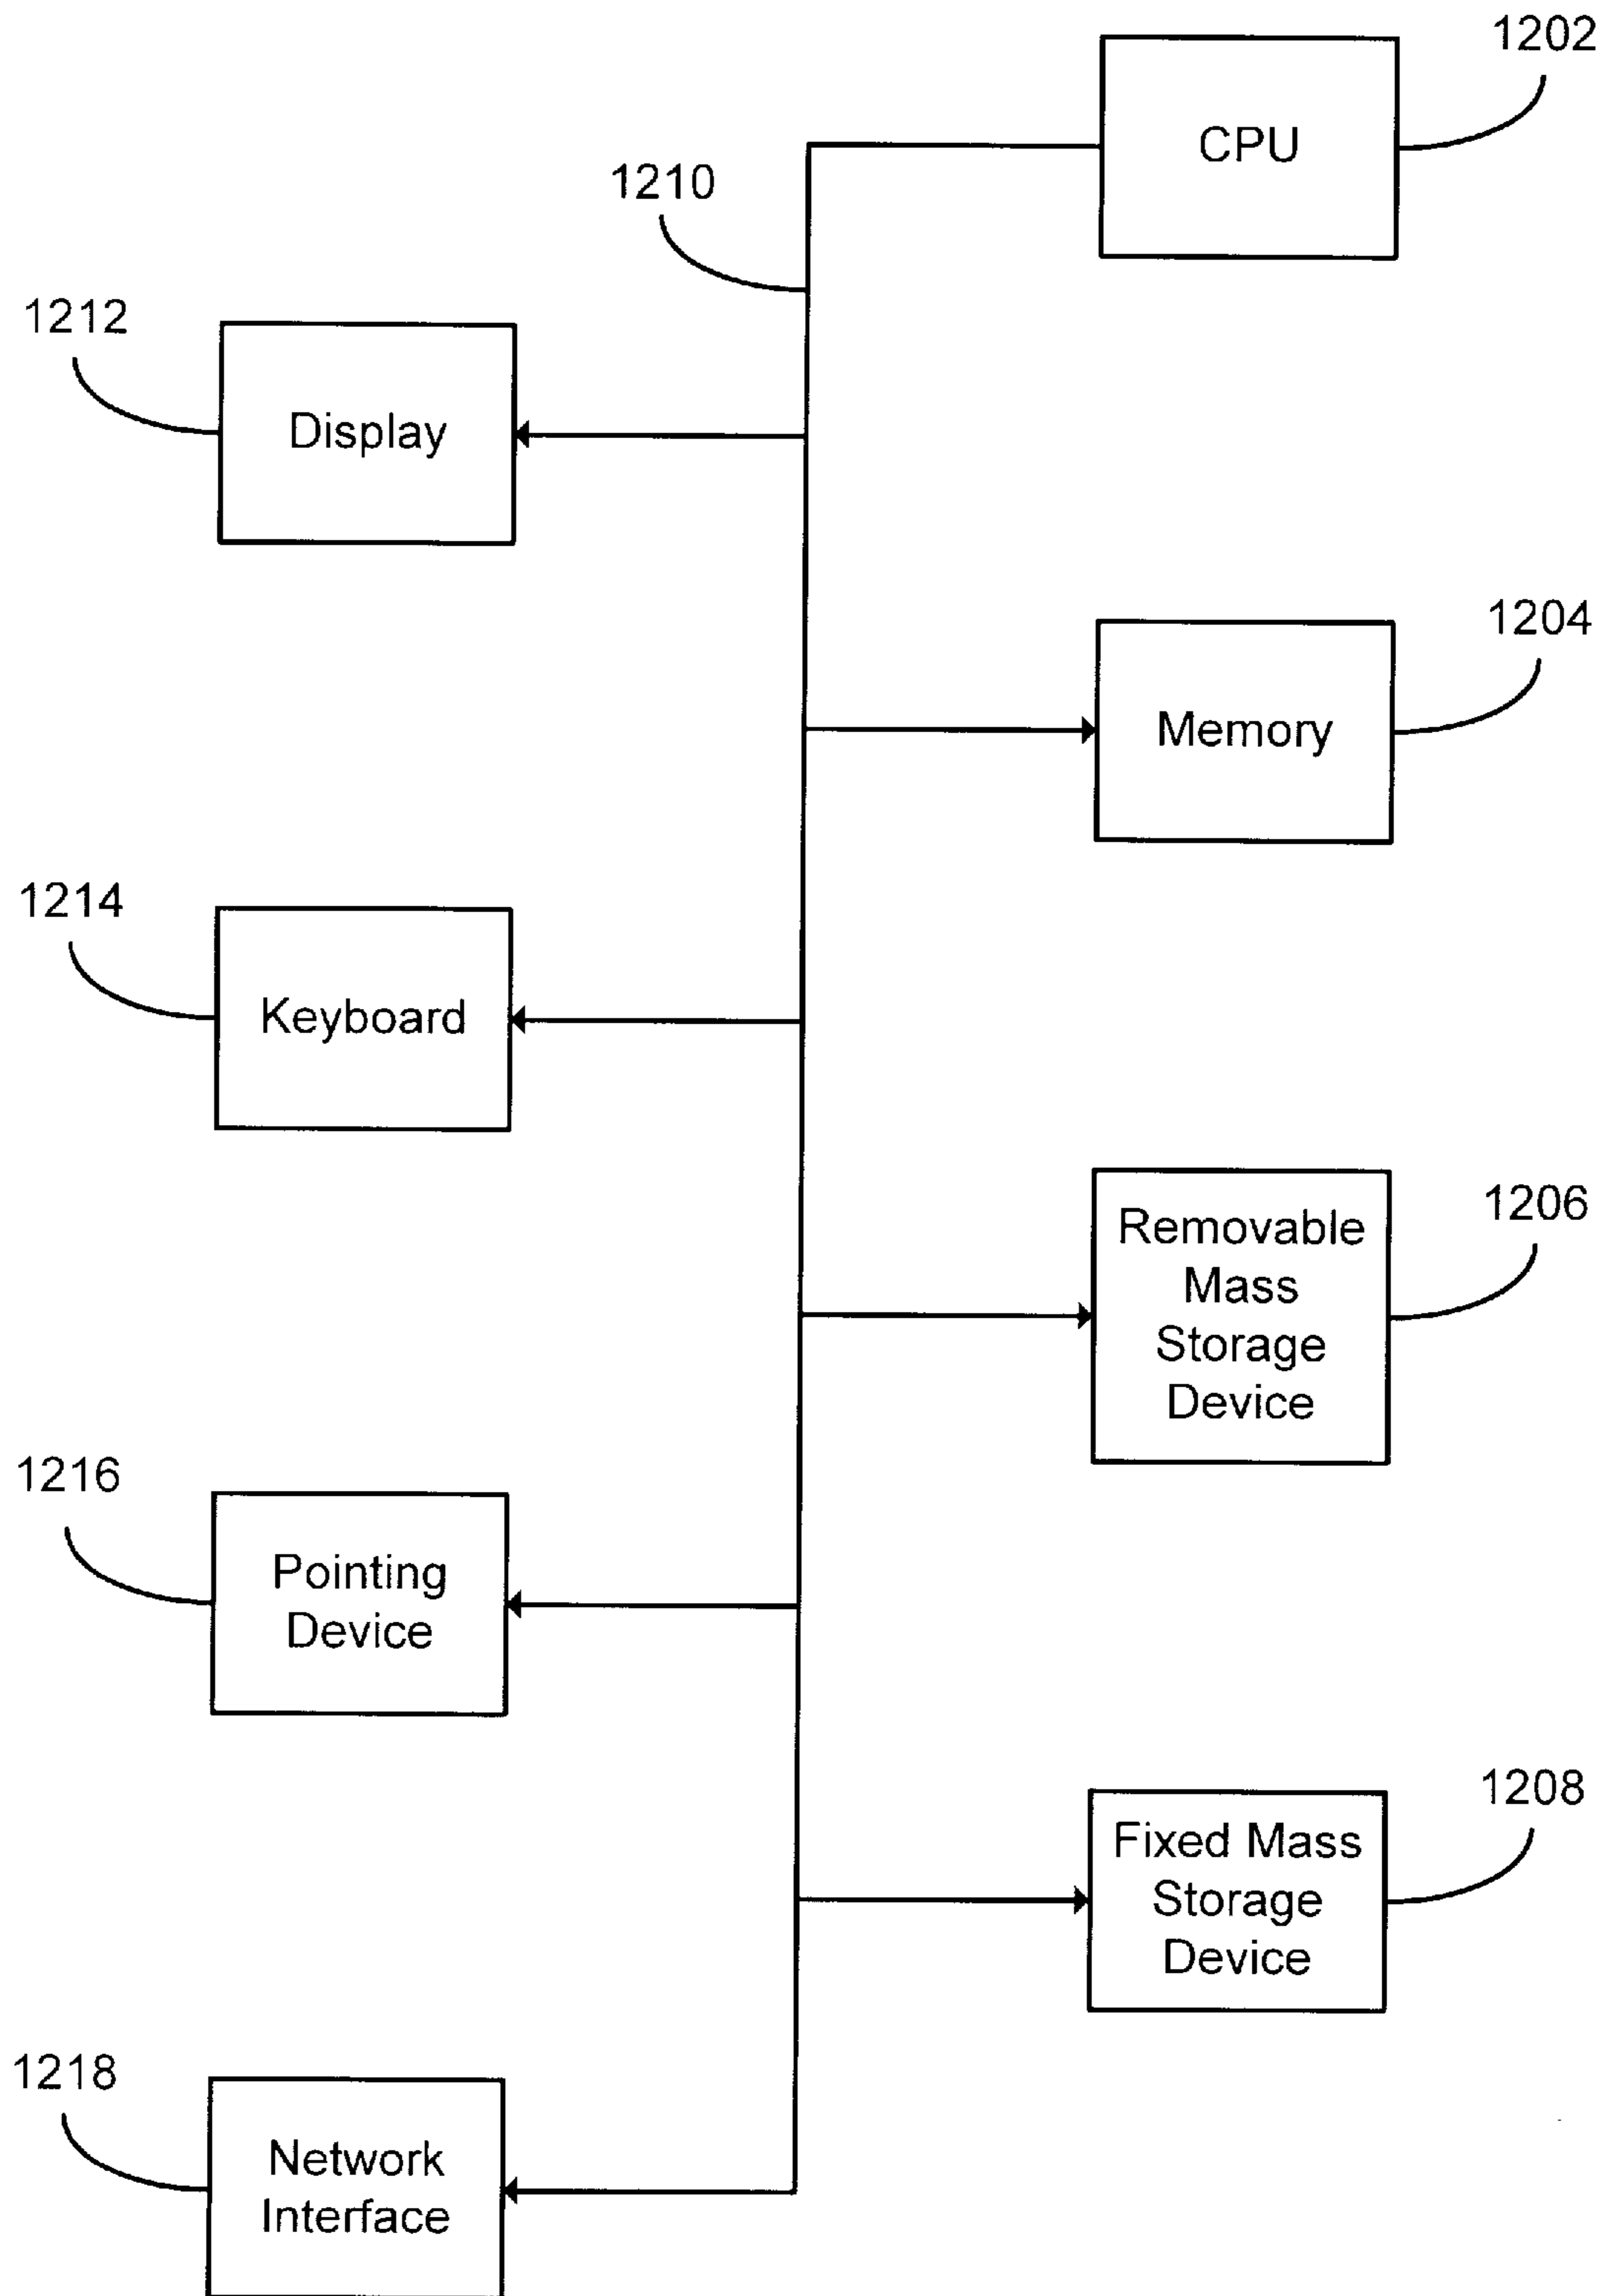 1202
CPU
1210
1212
Display
1204
Memory
1214
Keyboard
1206
Removable
Mass
Storage
Device
1216
Pointing
Device
1208
Fixed Mass
Storage
Device
1218
Network
Interface